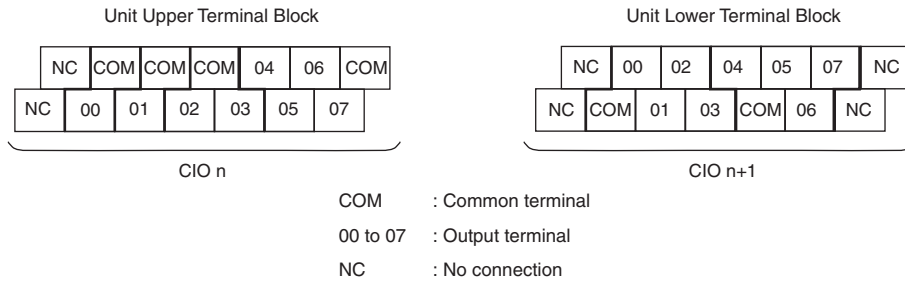 Unit Upper Terminal Block
NC COM COM COM 04 06 COM
NC 00 01 02 03 05 07
CIO n
Unit Lower Terminal Block
NC 00 02 04 05 07 NC
NC COM 01 03 COM 06 NC
CIO n+1
COM : Common terminal
00 to 07 : Output terminal
NC : No connection